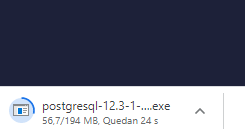 postgresql-12.3-1-....exe
56,7/194 MB, Quedan 24 s